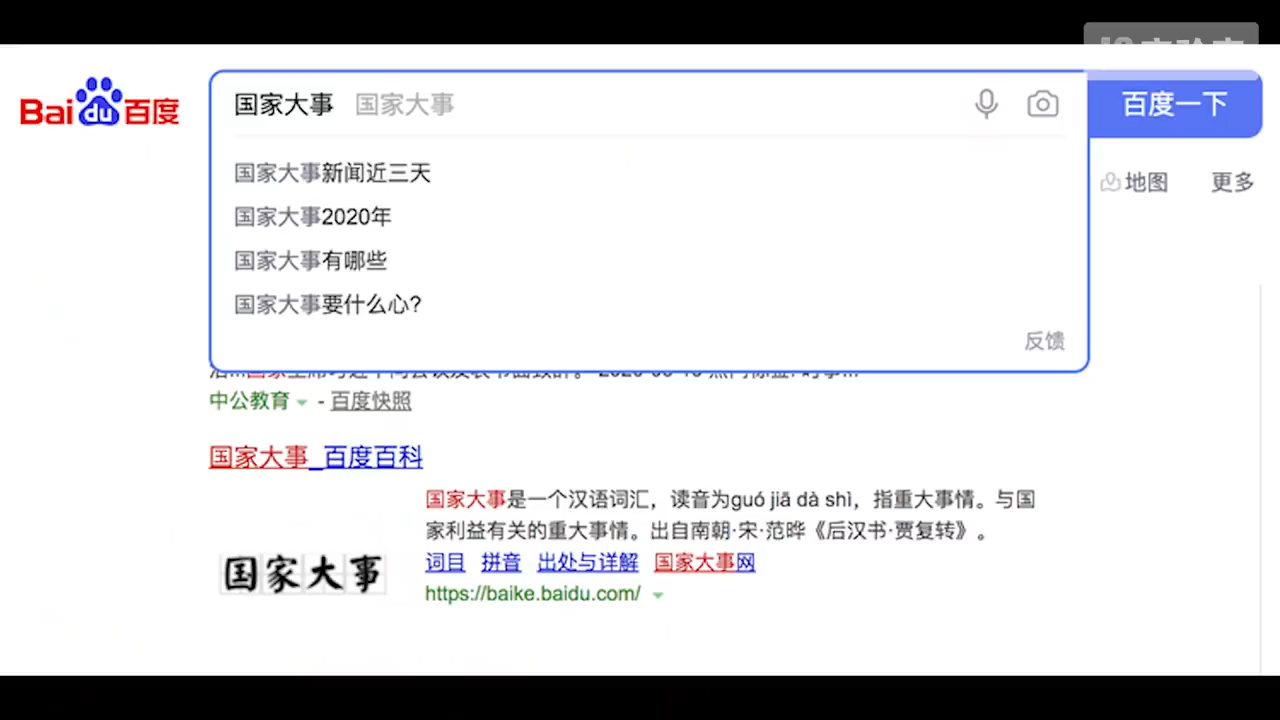 Bai du 百度
国家大事 国家大事
百度一下
国家大事新闻近三天
地图 更多
国家大事2020年
国家大事有哪些
国家大事要什么心?
反馈
中公教育 - 百度快照
国家大事_百度百科
国家大事是一个汉语词汇，读音为guó jiā dà shì，指重大事情。与国
家利益有关的重大事情。出自南朝·宋·范晔《后汉书·贾复转》。
词目 拼音 出处与详解 国家大事网
国家大事
https://baike.baidu.com/